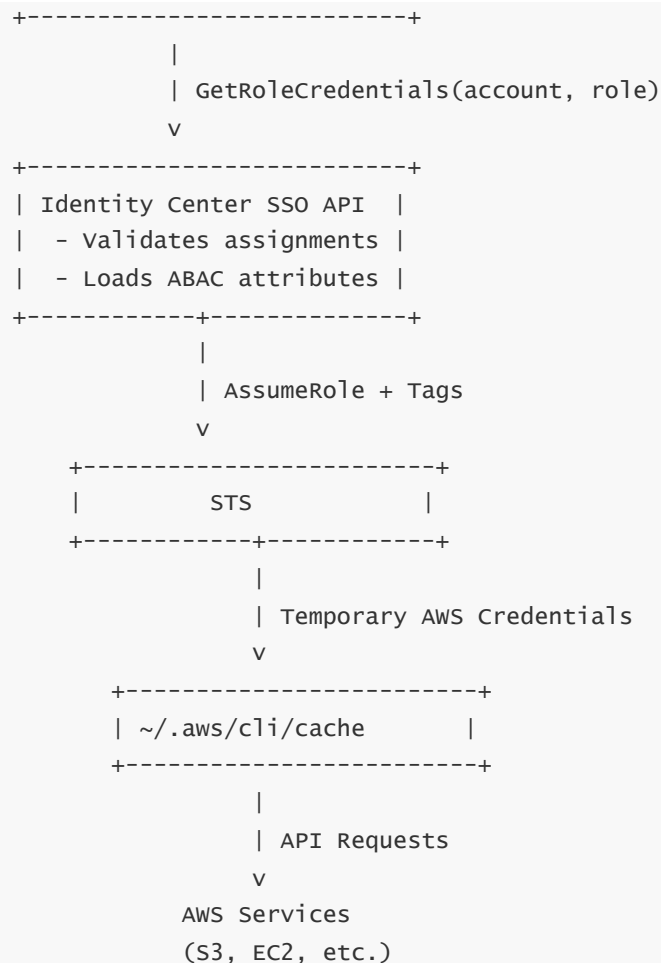 +---------------------------+
            |
            | GetRoleCredentials(account, role)
            v
+---------------------------+
| Identity Center SSO API  |
|  - Validates assignments |
|  - Loads ABAC attributes |
+------------+--------------+
              |
              | AssumeRole + Tags
              v
     +-------------------------+
     |         STS             |
     +------------+------------+
                  |
                  | Temporary AWS Credentials
                  v
        +-------------------------+
        | ~/.aws/cli/cache        |
        +-------------------------+
                  |
                  | API Requests
                  v
             AWS Services
             (S3, EC2, etc.)